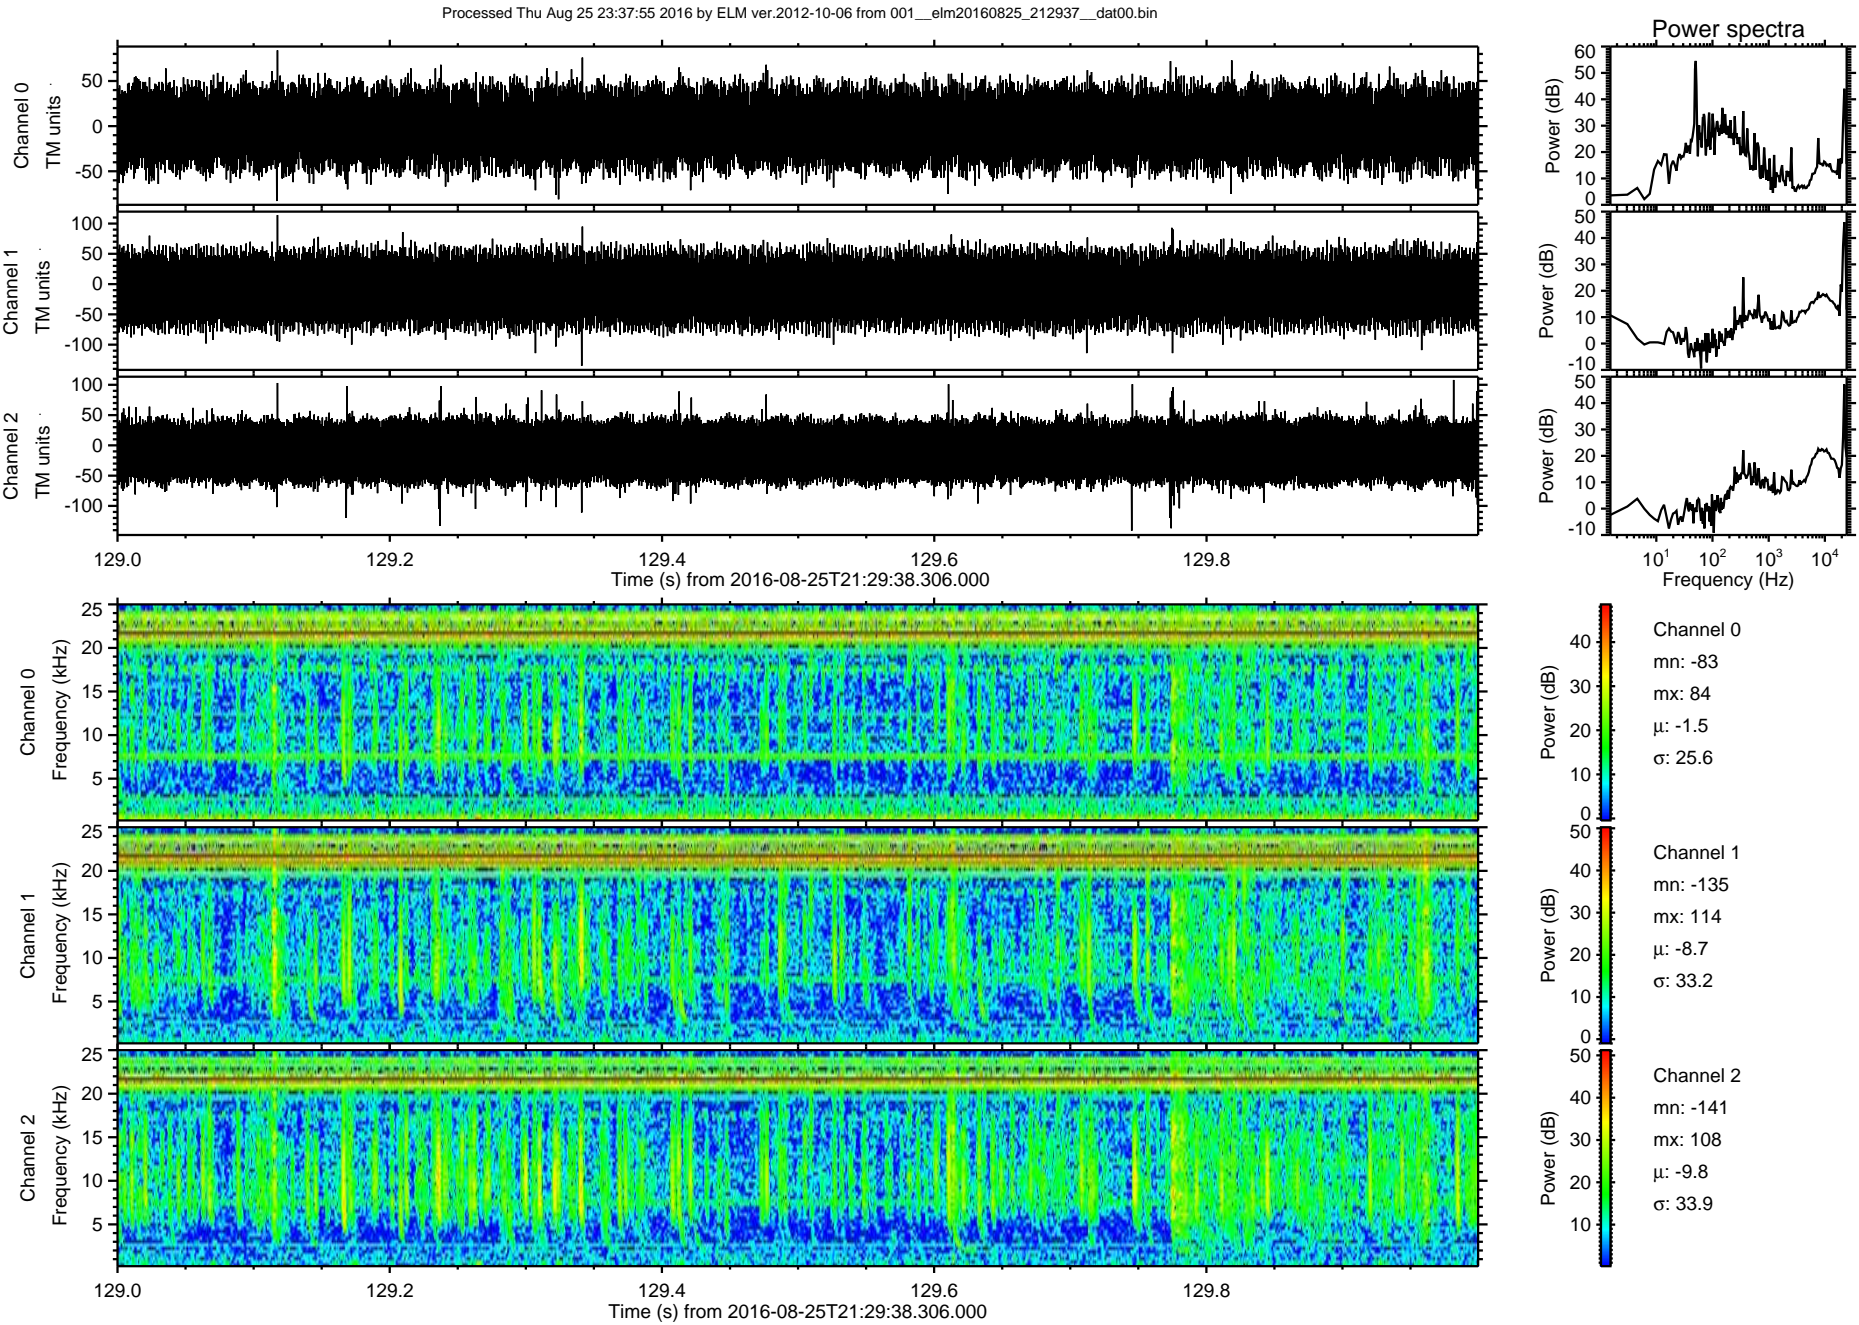 Processed Thu Aug 25 23:37:55 2016 by ELM ver.2012-10-06 from 001__elm20160825_212937__dat00.bin
Power spectra
Channel 0
TM units
50
0
-50
Power (dB)
60
50
40
30
20
10
0
Channel 1
TM units
100
50
0
-50
-100
Power (dB)
50
40
30
20
10
0
-10
Channel 2
TM units
100
50
0
-50
-100
Power (dB)
50
40
30
20
10
0
-10
129.0 129.2 129.4 129.6 129.8
Time (s) from 2016-08-25T21:29:38.306.000
10¹ 10² 10³ 10⁴
Frequency (Hz)
Channel 0
Frequency (kHz)
25
20
15
10
5
Power (dB)
40
30
20
10
0
Channel 0
mn: -83
mx: 84
µ: -1.5
σ: 25.6
Channel 1
Frequency (kHz)
25
20
15
10
5
Power (dB)
50
40
30
20
10
0
Channel 1
mn: -135
mx: 114
µ: -8.7
σ: 33.2
Channel 2
Frequency (kHz)
25
20
15
10
5
Power (dB)
50
40
30
20
10
Channel 2
mn: -141
mx: 108
µ: -9.8
σ: 33.9
129.0 129.2 129.4 129.6 129.8
Time (s) from 2016-08-25T21:29:38.306.000